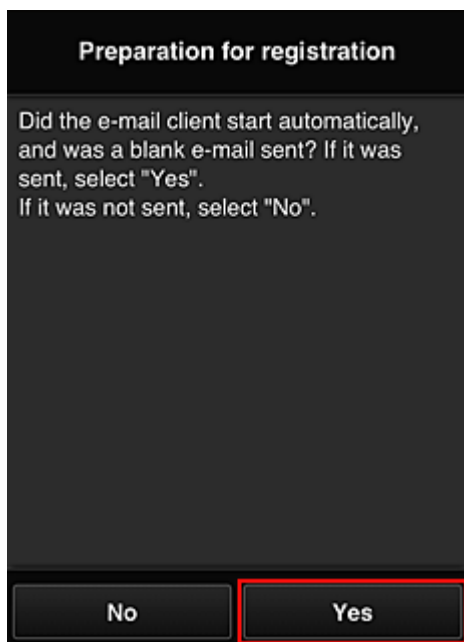 Preparation for registration
Did the e-mail client start automatically,
and was a blank e-mail sent? If it was
sent, select "Yes".
If it was not sent, select "No".
No
Yes